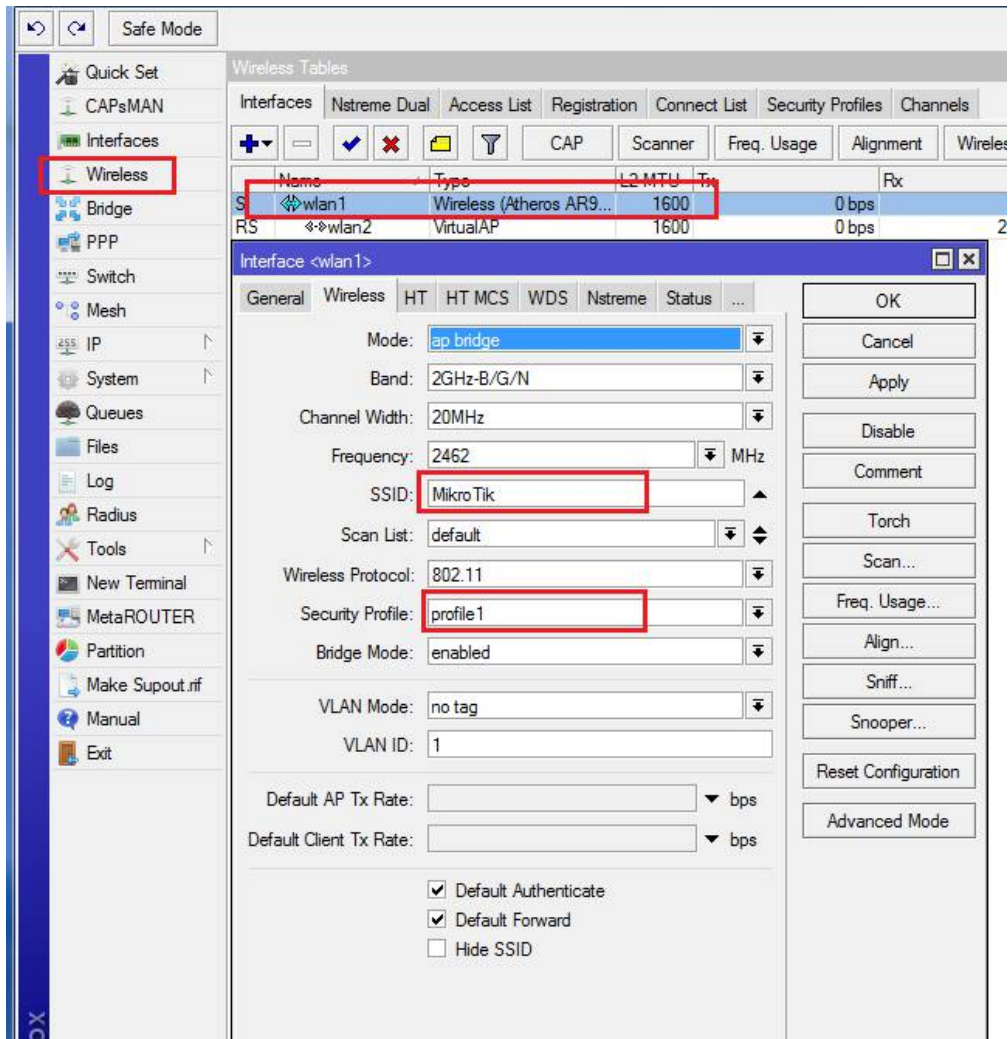 Safe Mode
Quick Set
CAPsMAN
Interfaces
Wireless
Bridge
PPP
Switch
Mesh
255 IP
System
Queues
Files
Log
Radius
Tools
New Terminal
MetaROUTER
Partition
Make Supout.rif
Manual
Exit
Wireless Tables
Interfaces Nstreme Dual Access List Registration Connect List Security Profiles Channels
CAP Scanner Freq. Usage Alignment Wireles
Name Type L2 MTU Tx Rx
S wlan1 Wireless (Atheros AR9... 1600 0 bps
RS wlan2 VirtualAP 1600 0 bps 2
Interface <wlan1>
General Wireless HT HT MCS WDS Nstreme Status ...
Mode: ap bridge
Band: 2GHz-B/G/N
Channel Width: 20MHz
Frequency: 2462 MHz
SSID: MikroTik
Scan List: default
Wireless Protocol: 802.11
Security Profile: profile1
Bridge Mode: enabled
VLAN Mode: no tag
VLAN ID: 1
Default AP Tx Rate: bps
Default Client Tx Rate: bps
Default Authenticate
Default Forward
Hide SSID
OK
Cancel
Apply
Disable
Comment
Torch
Scan...
Freq. Usage...
Align...
Sniff...
Snooper...
Reset Configuration
Advanced Mode